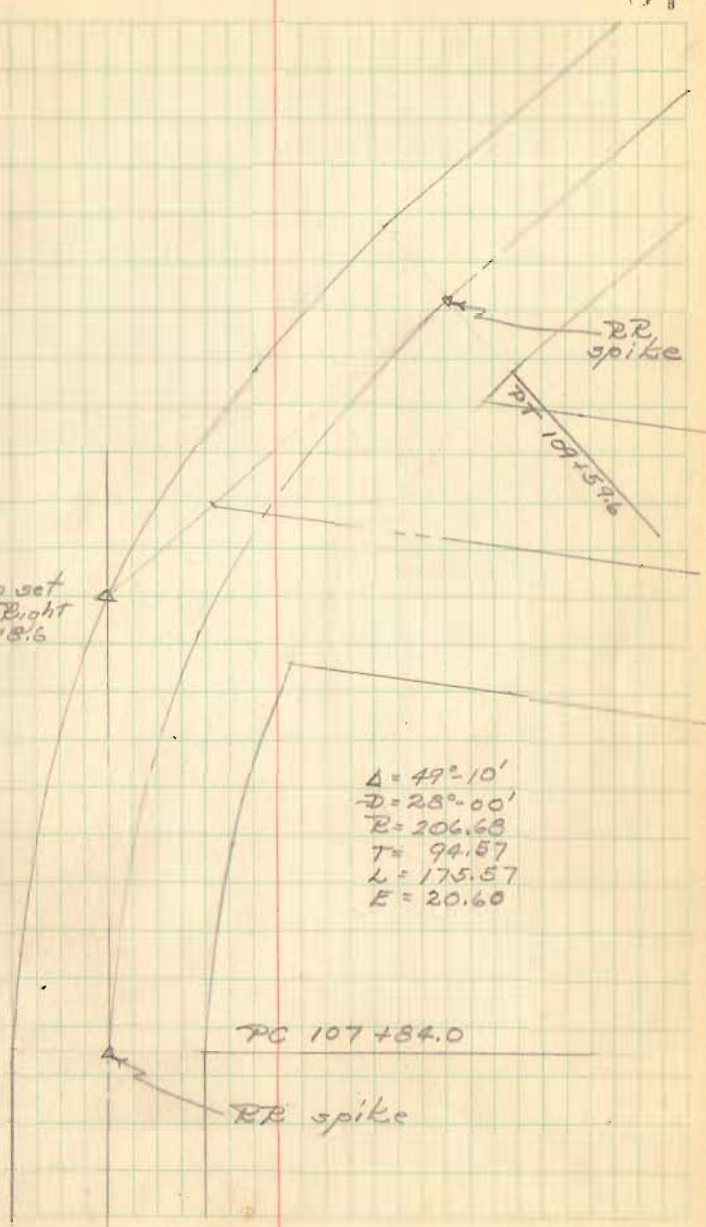 RR
spike
PT 109+59.6
set
Right
18.6
Δ = 49°-10'
D = 28°-00'
R = 206.68
T = 94.57
L = 175.57
E = 20.60
PC 107+84.0
RR spike